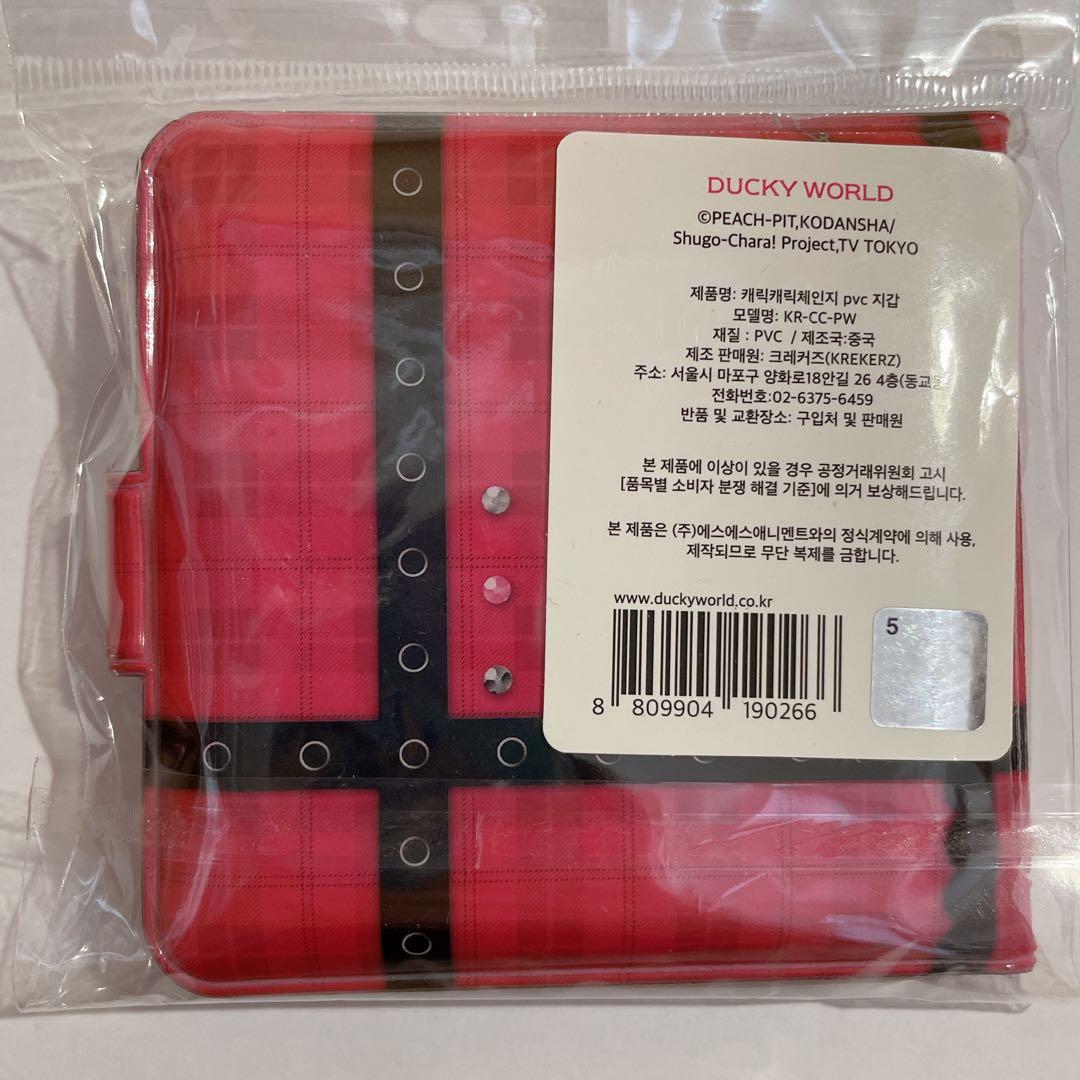 DUCKY WORLD
©PEACH-PIT,KODANSHA/
Shugo-Chara! Project,TV TOKYO
제품명: 캐릭캐릭체인지 pvc 지갑
모델명: KR-CC-PW
재질 : PVC / 제조국:중국
제조 판매원: 크레커즈(KREKERZ)
주소: 서울시 마포구 양화로18안길 26 4층(동교동
전화번호:02-6375-6459
반품 및 교환장소: 구입처 및 판매원
본 제품에 이상이 있을 경우 공정거래위원회 고시
[품목별 소비자 분쟁 해결 기준]에 의거 보상해드립니다.
본 제품은 (주)에스에스애니멘트와의 정식계약에 의해 사용,
제작되므로 무단 복제를 금합니다.
www.duckyworld.co.kr
5
8 809904 190266